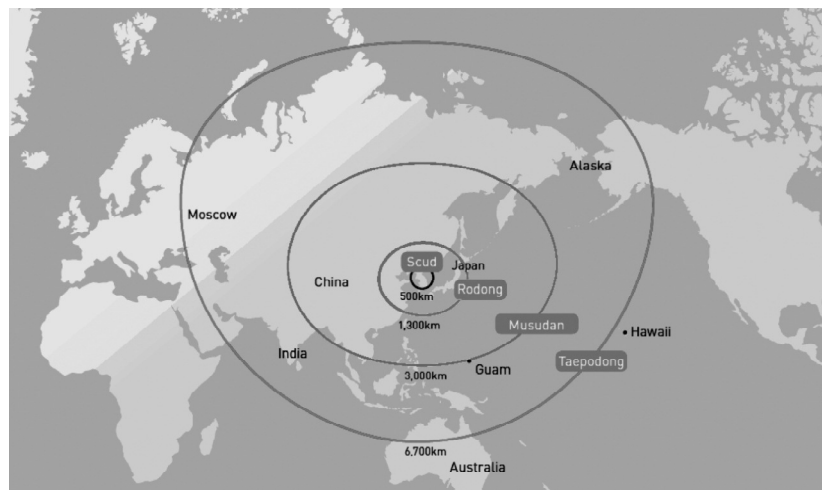 Alaska
Moscow
Scud
Japan
China
Rodong
500km
1,300km
Musudan
Hawaii
India
Taepodong
Guam
3,000km
6,700km
Australia